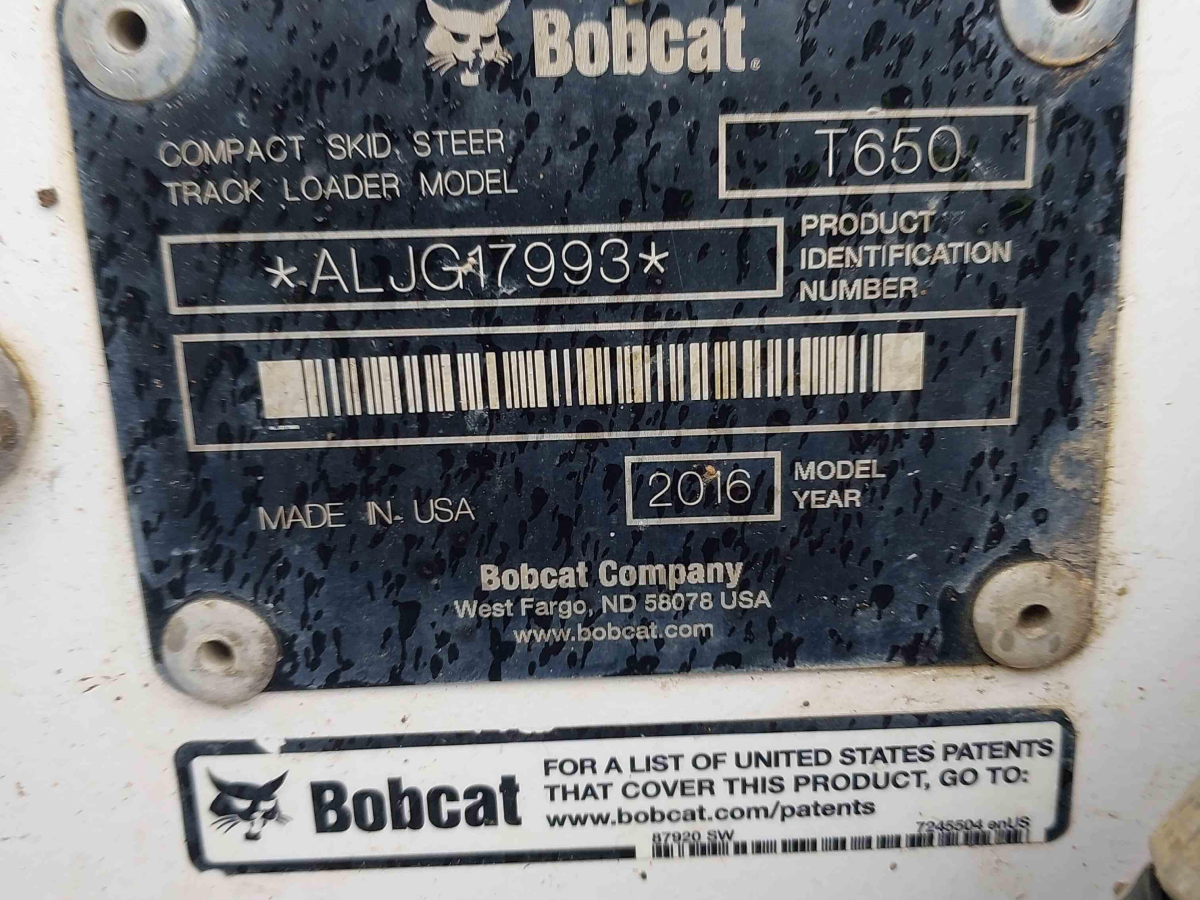 Bobcat®
COMPACT SKID STEER
TRACK LOADER MODEL
T650
*ALJG17993*
PRODUCT
IDENTIFICATION
NUMBER
2016
MODEL
YEAR
MADE IN USA
Bobcat Company
West Fargo, ND 58078 USA
www.bobcat.com
Bobcat
FOR A LIST OF UNITED STATES PATENTS
THAT COVER THIS PRODUCT, GO TO:
www.bobcat.com/patents
87920 SW
7245504 enUS